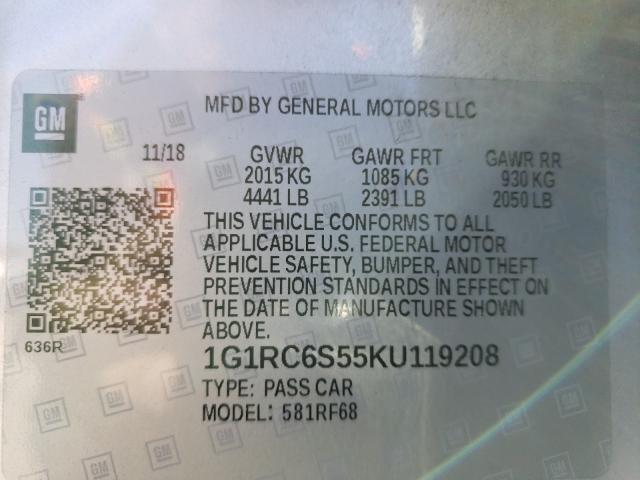 GM
MFD BY GENERAL MOTORS LLC
11/18 GVWR GAWR FRT GAWR RR
2015 KG 1085 KG 930 KG
4441 LB 2391 LB 2050 LB
THIS VEHICLE CONFORMS TO ALL
APPLICABLE U.S. FEDERAL MOTOR
VEHICLE SAFETY, BUMPER, AND THEFT
PREVENTION STANDARDS IN EFFECT ON
THE DATE OF MANUFACTURE SHOWN
ABOVE.
636R
1G1RC6S55KU119208
TYPE: PASS CAR
MODEL: 581RF68